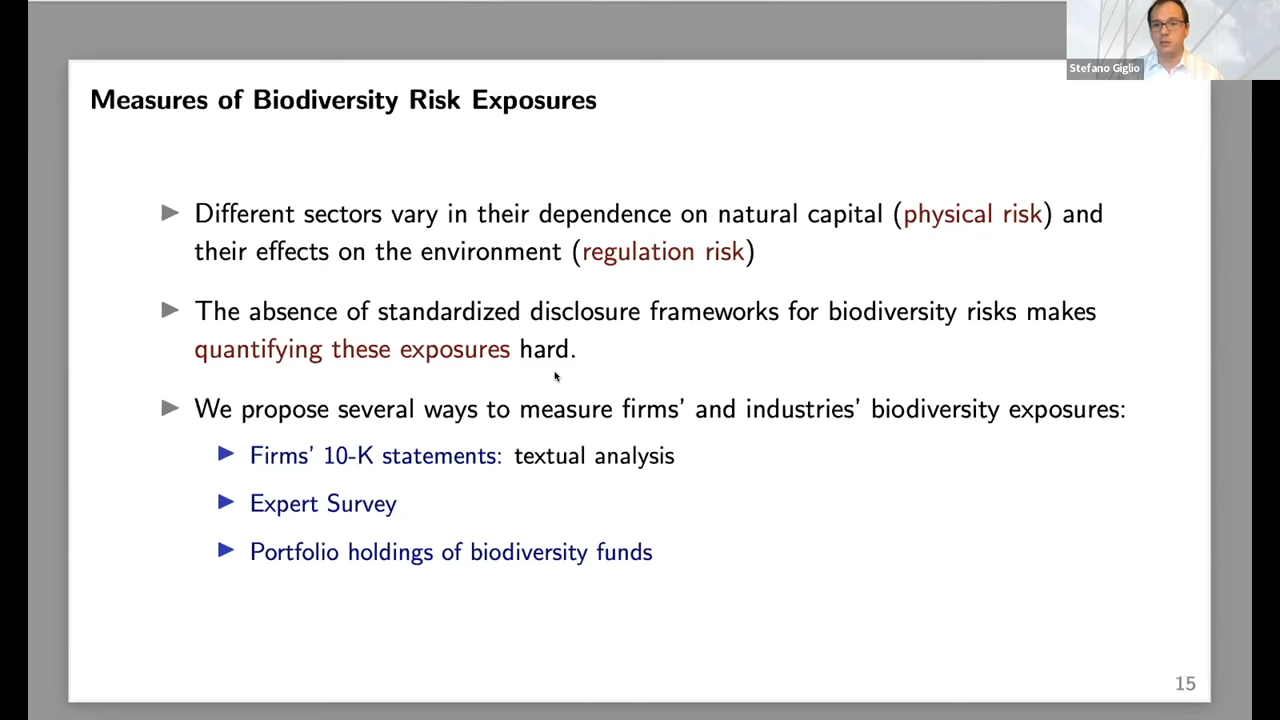 Stefano Giglio
Measures of Biodiversity Risk Exposures
Different sectors vary in their dependence on natural capital (physical risk) and
their effects on the environment (regulation risk)
The absence of standardized disclosure frameworks for biodiversity risks makes
quantifying these exposures hard.
We propose several ways to measure firms' and industries' biodiversity exposures:
Firms' 10-K statements: textual analysis
Expert Survey
Portfolio holdings of biodiversity funds
15